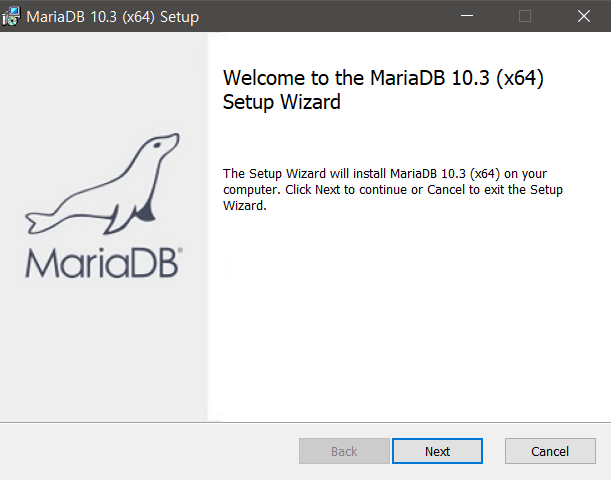 MariaDB 10.3 (x64) Setup
Welcome to the MariaDB 10.3 (x64)
Setup Wizard
The Setup Wizard will install MariaDB 10.3 (x64) on your
computer. Click Next to continue or Cancel to exit the Setup
Wizard.
MariaDB®
Back
Next
Cancel